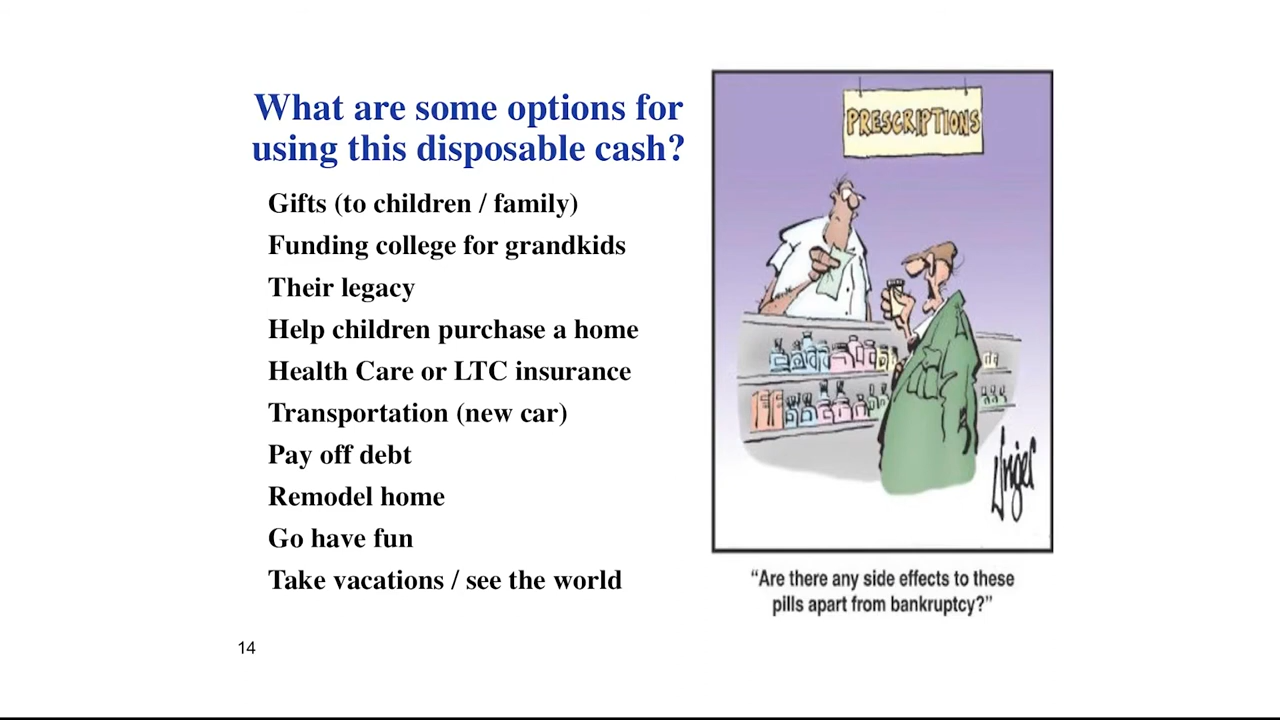 What are some options for
using this disposable cash?
Gifts (to children / family)
Funding college for grandkids
Their legacy
Help children purchase a home
Health Care or LTC insurance
Transportation (new car)
Pay off debt
Remodel home
Go have fun
Take vacations / see the world
14
PRESCRIPTIONS
Unger
“Are there any side effects to these
pills apart from bankruptcy?”